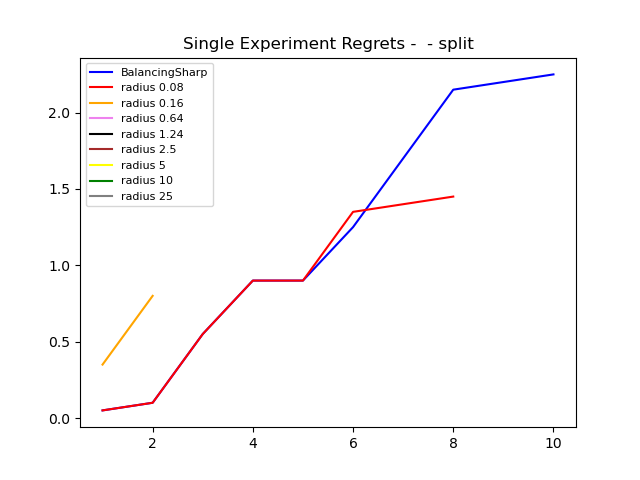 Single Experiment Regrets -  - split
BalancingSharp
radius 0.08
radius 0.16
radius 0.64
radius 1.24
radius 2.5
radius 5
radius 10
radius 25
2.0
1.5
1.0
0.5
0.0
2 4 6 8 10